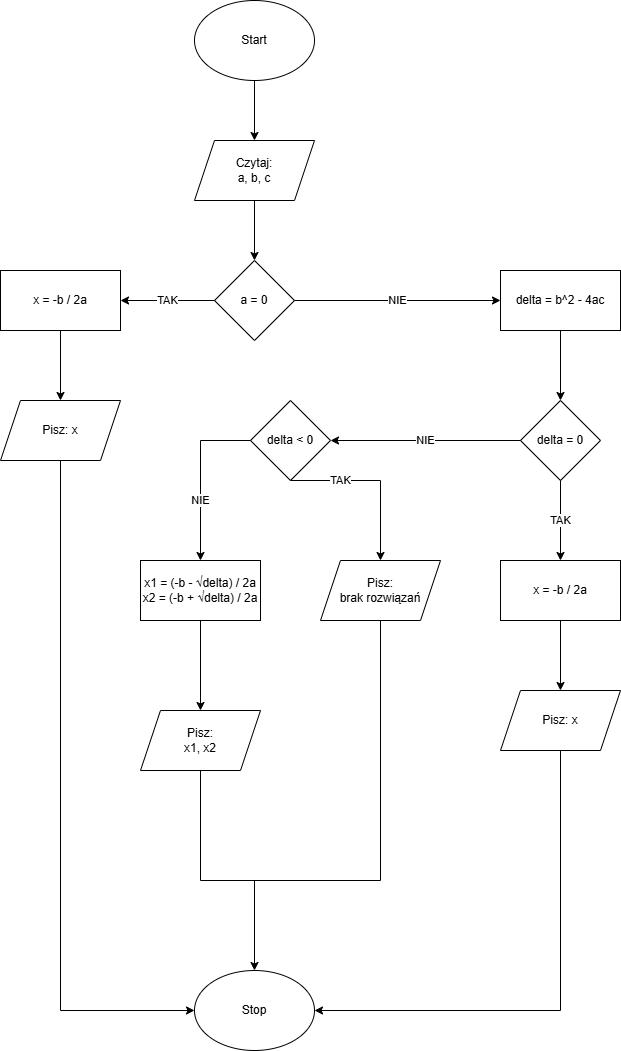 Start
Czytaj:
a, b, c
x = -b / 2a
TAK
a = 0
NIE
delta = b^2 - 4ac
Pisz: x
delta < 0
NIE
delta = 0
TAK
NIE
TAK
x1 = (-b - √delta) / 2a
x2 = (-b + √delta) / 2a
Pisz:
brak rozwiązań
x = -b / 2a
Pisz:
x1, x2
Pisz: x
Stop